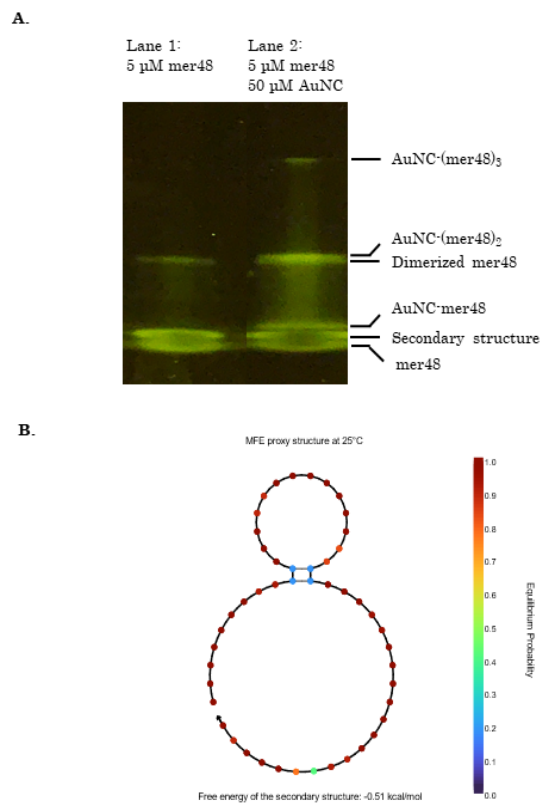 A.
Lane 1:
5 µM mer48
Lane 2:
5 µM mer48
50 µM AuNC
AuNC-(mer48)3
AuNC-(mer48)2
Dimerized mer48
AuNC-mer48
Secondary structure
mer48
B.
MFE proxy structure at 25°C
1.0
0.9
0.8
0.7
0.6
0.5
0.4
0.3
0.2
0.1
0.0
Equilibrium Probability
Free energy of the secondary structure: -0.51 kcal/mol